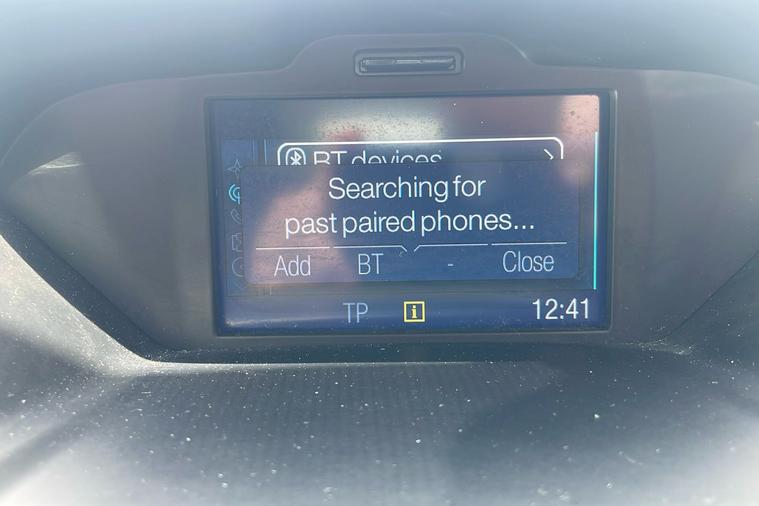 BT devices
Searching for
past paired phones...
Add BT - Close
TP i 12:41